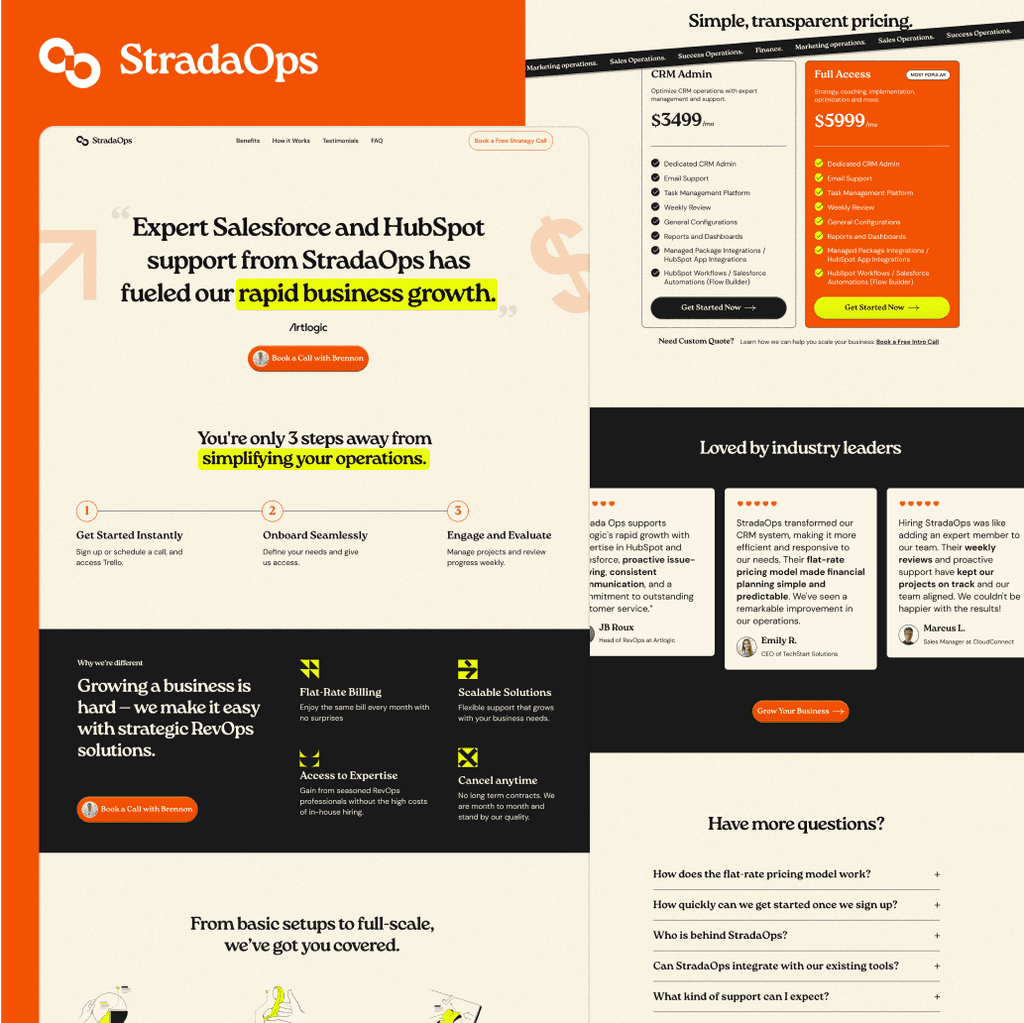 StradaOps
StradaOps
Benefits
How it Works
Testimonials
FAQ
Book a Free Strategy Call
“
Expert Salesforce and HubSpot
support from StradaOps has
fueled our rapid business growth.
”
Artlogic
Book a Call with Brennon
You're only 3 steps away from
simplifying your operations.
1
Get Started Instantly
Sign up or schedule a call, and
access Trello.
2
Onboard Seamlessly
Define your needs and give
us access.
3
Engage and Evaluate
Manage projects and review
progress weekly.
Why we're different
Growing a business is
hard – we make it easy
with strategic RevOps
solutions.
Book a Call with Brennon
Flat-Rate Billing
Enjoy the same bill every month with
no surprises
Scalable Solutions
Flexible support that grows
with your business needs.
Access to Expertise
Gain from seasoned RevOps
professionals without the high costs
of in-house hiring.
Cancel anytime
No long term contracts. We
are month to month and
stand by our quality.
From basic setups to full-scale,
we've got you covered.
Simple, transparent pricing.
Marketing operations. Sales Operations. Success Operations. Finance. Marketing operations. Sales Operations. Success Operations.
CRM Admin
Optimize CRM operations with expert
management and support.
$3499/mo
Dedicated CRM Admin
Email Support
Task Management Platform
Weekly Review
General Configurations
Reports and Dashboards
Managed Package Integrations /
HubSpot App Integrations
HubSpot Workflows / Salesforce
Automations (Flow Builder)
Get Started Now →
Full Access
MOST POPULAR
Strategy, coaching, implementation,
optimization and more.
$5999/mo
Dedicated CRM Admin
Email Support
Task Management Platform
Weekly Review
General Configurations
Reports and Dashboards
Managed Package Integrations /
HubSpot App Integrations
HubSpot Workflows / Salesforce
Automations (Flow Builder)
Get Started Now →
Need Custom Quote? Learn how we can help you scale your business. Book a Free Intro Call
Loved by industry leaders
ada Ops supports
ogic's rapid growth with
ertise in HubSpot and
esforce, proactive issue-
ving, consistent
mmunication, and a
mmitment to outstanding
tomer service."
JB Roux
Head of RevOps at Artlogic
StradaOps transformed our
CRM system, making it more
efficient and responsive to
our needs. Their flat-rate
pricing model made financial
planning simple and
predictable. We've seen a
remarkable improvement in
our operations.
Emily R.
CEO of TechStart Solutions
Hiring StradaOps was like
adding an expert member to
our team. Their weekly
reviews and proactive
support have kept our
projects on track and our
team aligned. We couldn't be
happier with the results!
Marcus L.
Sales Manager at CloudConnect
Grow Your Business →
Have more questions?
How does the flat-rate pricing model work? +
How quickly can we get started once we sign up? +
Who is behind StradaOps? +
Can StradaOps integrate with our existing tools? +
What kind of support can I expect? +